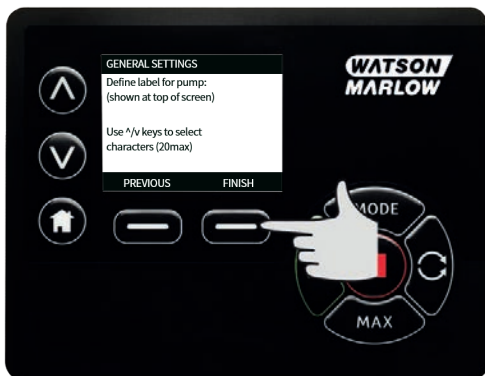 GENERAL SETTINGS
Define label for pump:
(shown at top of screen)
Use ^/v keys to select
characters (20max)
PREVIOUS FINISH
WATSON
MARLOW
MODE
MAX